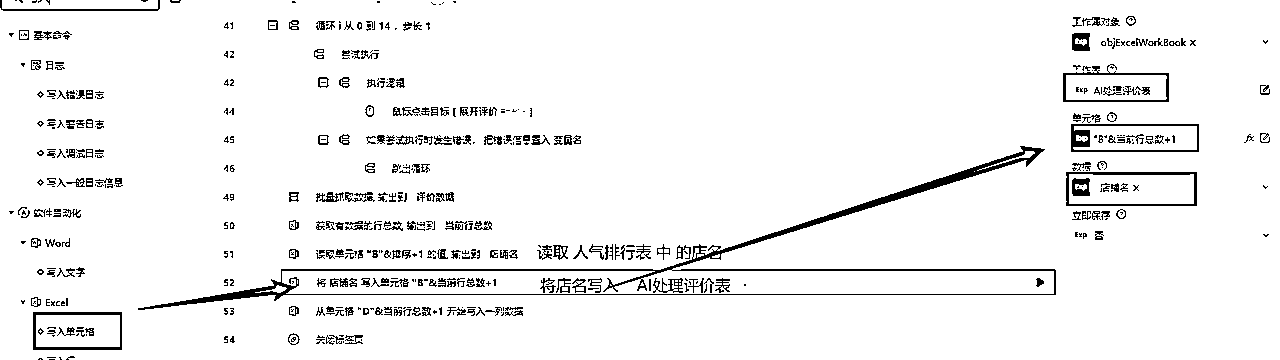 基本命令
日志
写入错误日志
写入警告日志
写入调试日志
写入一般日志信息
软件自动化
Word
写入文字
Excel
写入单元格
41 循环 i 从 0 到 14 ，步长 1
42 尝试执行
42 执行逻辑
44 鼠标点击目标 [ 展开评价
45 如果尝试执行时发生错误， 把错误信息置入 变量名
46 跳出循环
49 批量抓取数据, 输出到 评价数据
50 获取有数据的行总数, 输出到 当前行总数
51 读取单元格 "B"&排序+1 的值, 输出到 店铺名 读取 人气排行表 中 的店名
52 将 店铺名 写入单元格 "B"&当前行总数+1 将店名写入 AI处理评价表
53 从单元格 "D"&当前行总数+1 开始写入一列数据
54 关闭标签页
工作簿对象
Exp objExcelWorkBook ×
工作表
Exp AI处理评价表
单元格
Exp "B"&当前行总数+1 fx
数据
Exp 店铺名 ×
立即保存
Exp 否